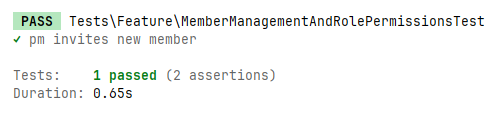 PASS Tests\Feature\MemberManagementAndRolePermissionsTest
✓ pm invites new member
Tests: 1 passed (2 assertions)
Duration: 0.65s